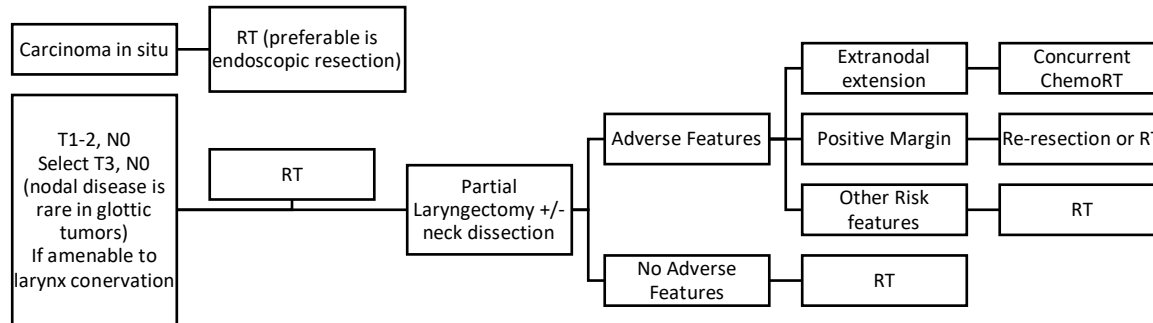 Carcinoma in situ
RT (preferable is
endoscopic resection)
T1-2, N0
Select T3, N0
(nodal disease is
rare in glottic
tumors)
If amenable to
larynx conervation
RT
Partial
Laryngectomy +/-
neck dissection
Adverse Features
Extranodal
extension
Concurrent
ChemoRT
Positive Margin
Re-resection or RT
Other Risk
features
RT
No Adverse
Features
RT